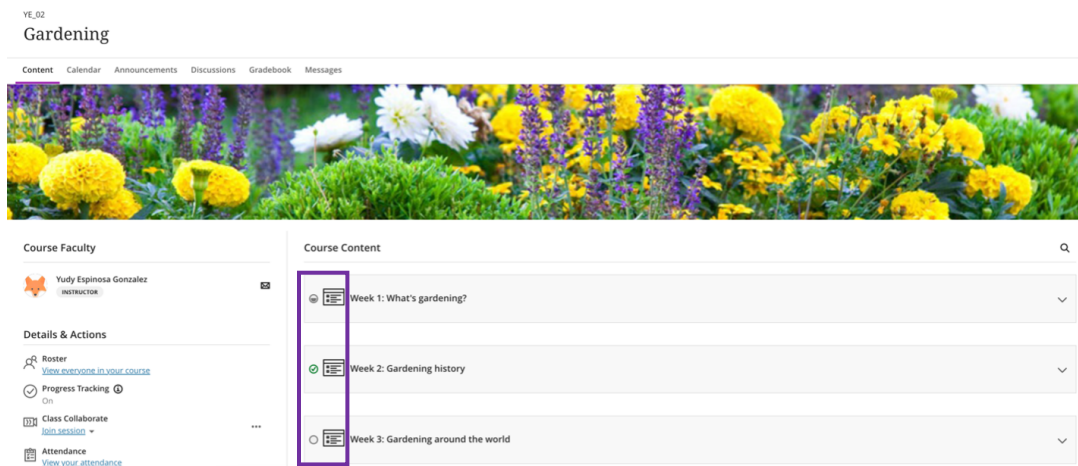 YE_02
Gardening
Content Calendar Announcements Discussions Gradebook Messages
Course Faculty
Yudy Espinosa Gonzalez
INSTRUCTOR
Details & Actions
Roster
View everyone in your course
Progress Tracking
On
Class Collaborate
Join session
Attendance
View your attendance
Course Content
Week 1: What's gardening?
Week 2: Gardening history
Week 3: Gardening around the world